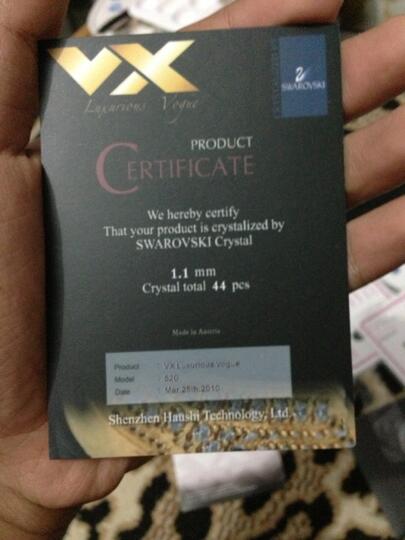 VX
Luxurious Vogue
SWAROVSKI
PRODUCT
CERTIFICATE
We hereby certify
That your product is crystalized by
SWAROVSKI Crystal
1.1 mm
Crystal total 44 pcs
Made in Austria
Product : VX Luxurious Vogue
Model : 520
Date : Mar.25th.2010
Shenzhen Hanshi Technology, Ltd